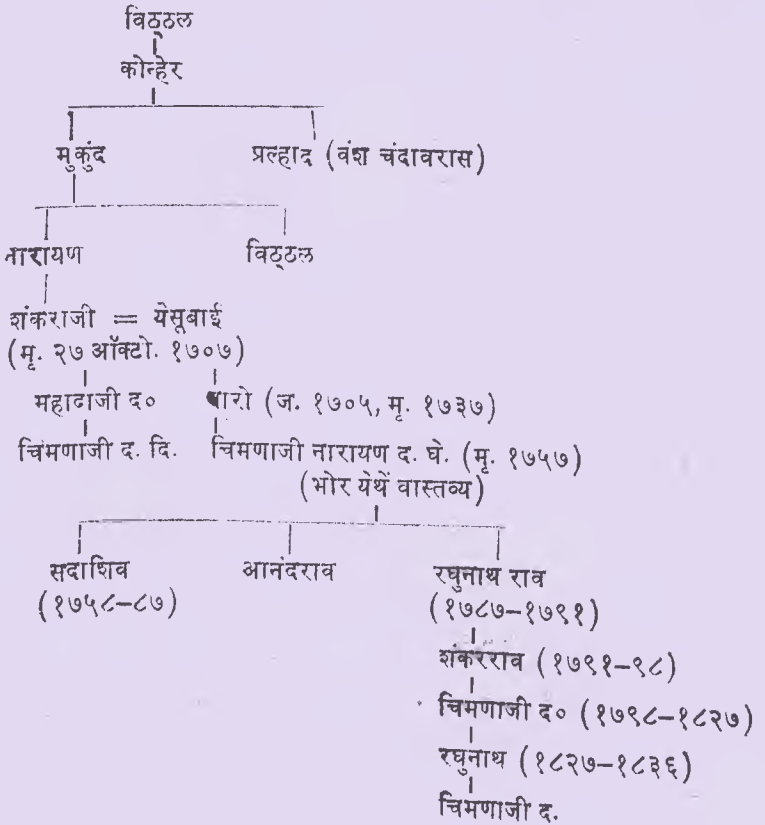 विठ्ठल
कोन्हेर
मुकुंद प्रल्हाद (वंश चंदावरास)
नारायण विठ्ठल
शंकराजी = येसूबाई
(मृ. २७ ऑक्टो. १७०७)
महादाजी द० नारो (ज. १७०५, मृ. १७३७)
चिमणाजी द. दि. चिमणाजी नारायण द. घे. (मृ. १७५७)
(भोर येथें वास्तव्य)
सदाशिव आनंदराव रघुनाथ राव
(१७५८-८७) (१७८७-१७९१)
शंकरराव (१७९१-९८)
चिमणाजी द० (१७९८-१८२७)
रघुनाथ (१८२७-१८३६)
चिमणाजी द.